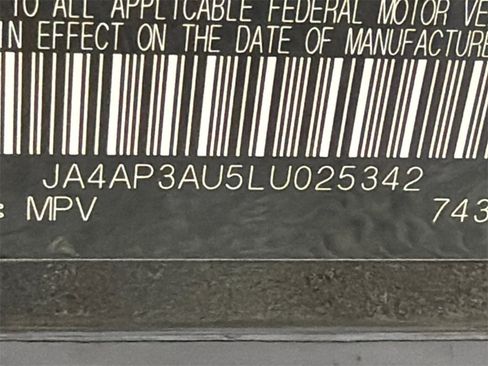 TO ALL APPLICABLE FEDERAL MOTOR VE
IN EFFECT ON THE DATE OF MANUFACTURE
JA4AP3AU5LU025342
: MPV 743